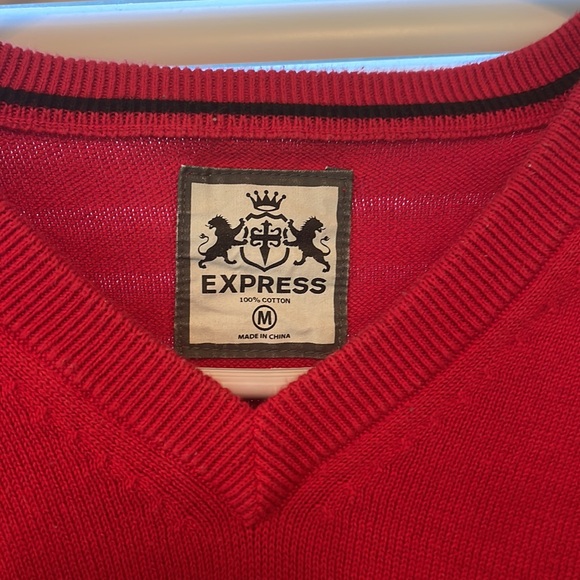 EXPRESS
100% COTTON
M
MADE IN CHINA